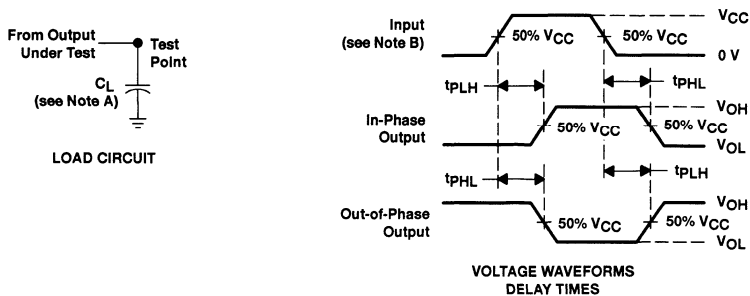 From Output
Under Test
Test
Point
CL
(see Note A)
LOAD CIRCUIT
Input
(see Note B)
50% VCC
50% VCC
VCC
0 V
tPLH
tPHL
In-Phase
Output
50% VCC
50% VCC
VOH
VOL
tPHL
tPLH
Out-of-Phase
Output
50% VCC
50% VCC
VOH
VOL
VOLTAGE WAVEFORMS
DELAY TIMES